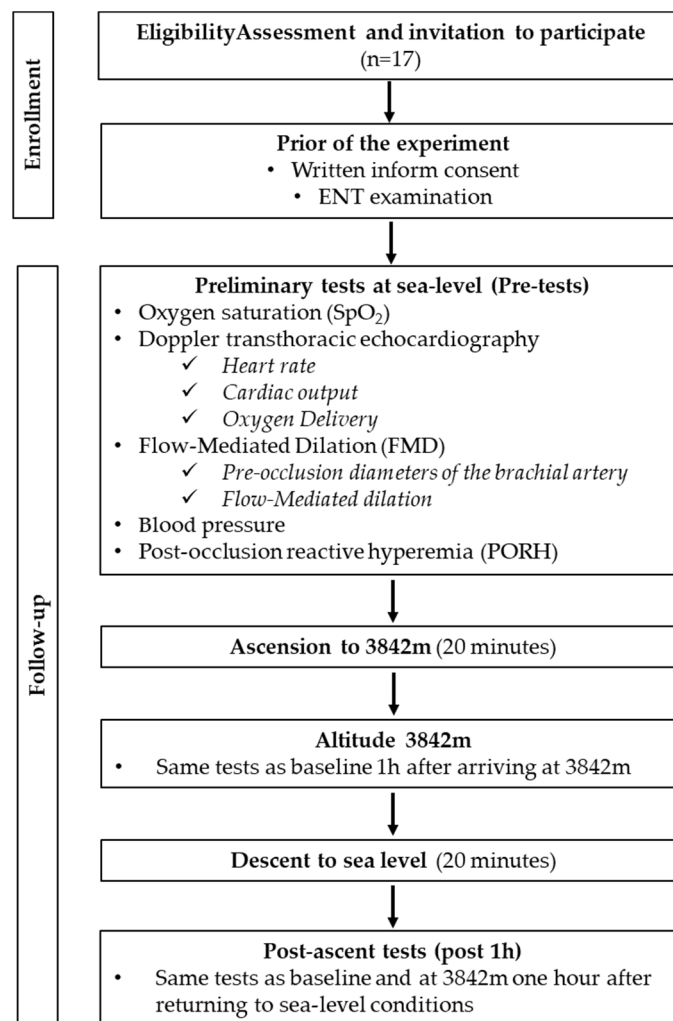 Enrollment
EligibilityAssessment and invitation to participate
(n=17)
Prior of the experiment
• Written inform consent
• ENT examination
Follow-up
Preliminary tests at sea-level (Pre-tests)
• Oxygen saturation (SpO₂)
• Doppler transthoracic echocardiography
✓ Heart rate
✓ Cardiac output
✓ Oxygen Delivery
• Flow-Mediated Dilation (FMD)
✓ Pre-occlusion diameters of the brachial artery
✓ Flow-Mediated dilation
• Blood pressure
• Post-occlusion reactive hyperemia (PORH)
Ascension to 3842m (20 minutes)
Altitude 3842m
• Same tests as baseline 1h after arriving at 3842m
Descent to sea level (20 minutes)
Post-ascent tests (post 1h)
• Same tests as baseline and at 3842m one hour after
returning to sea-level conditions